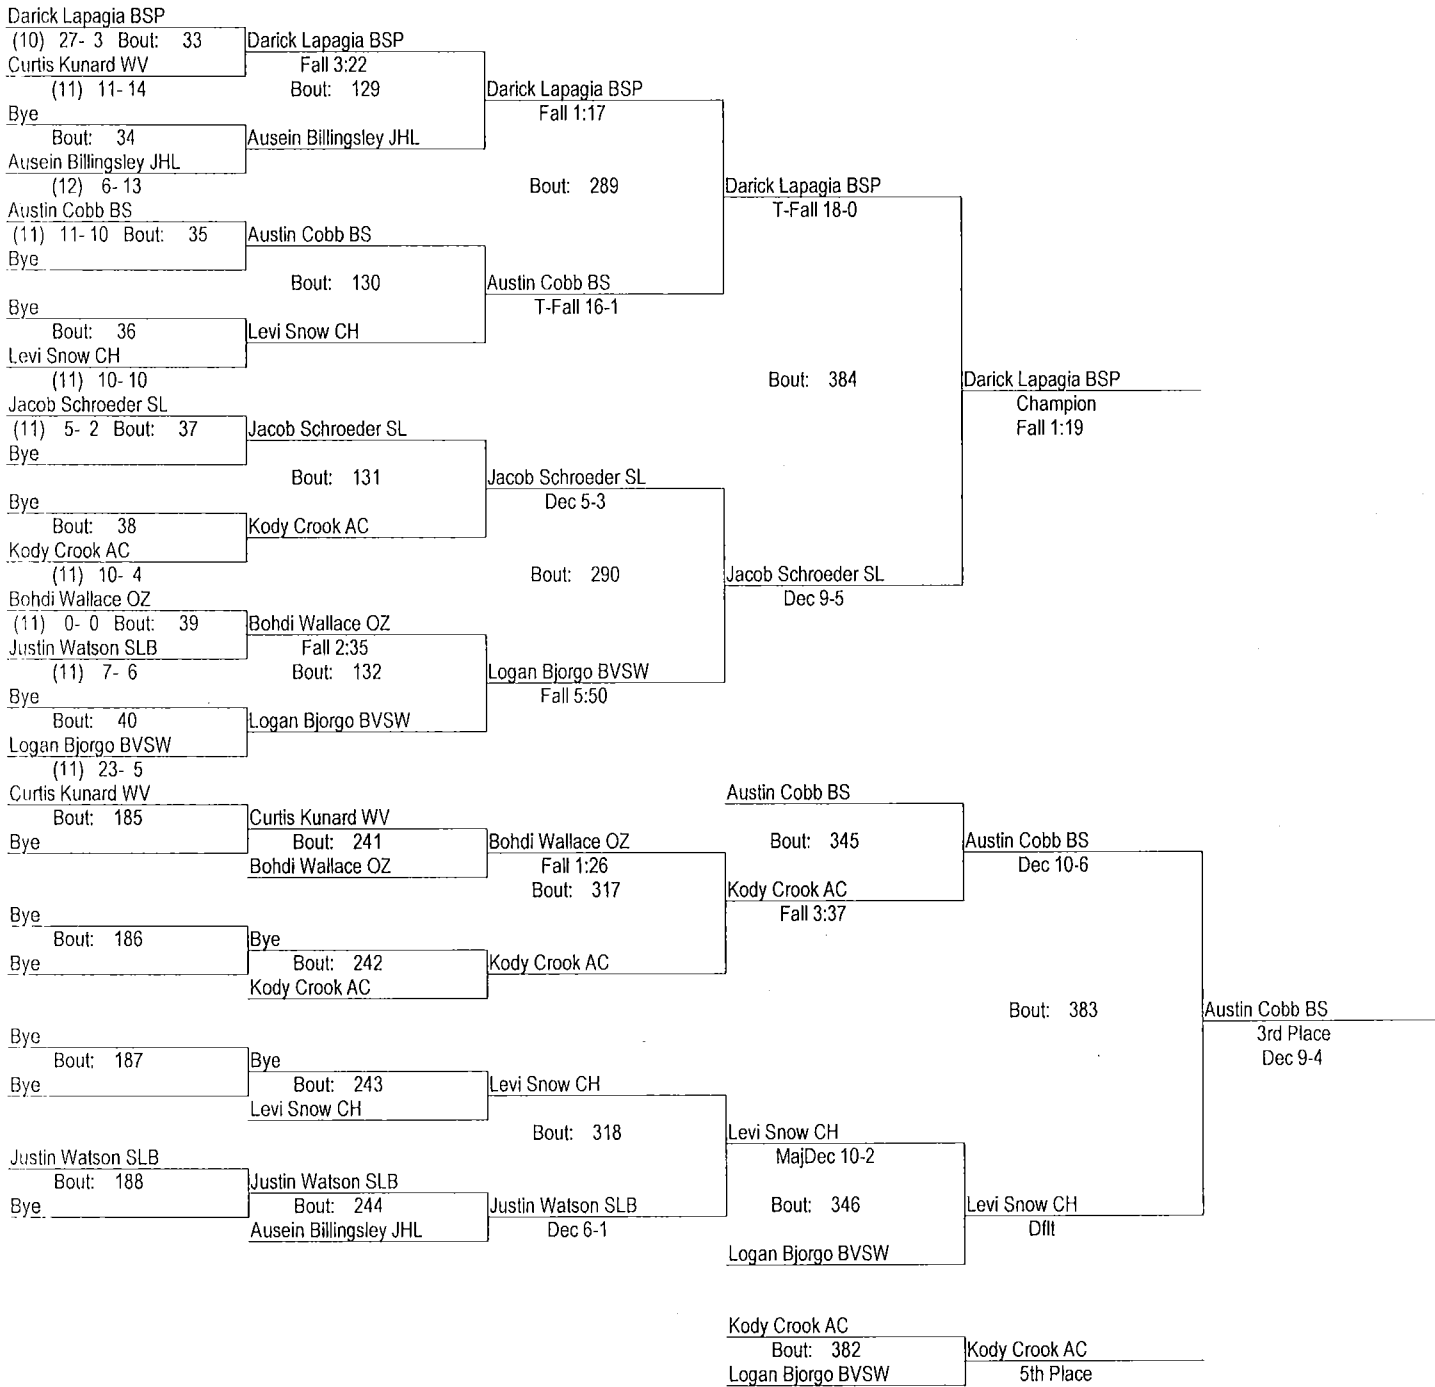 Darick Lapagia BSP
(10) 27- 3 Bout: 33
Curtis Kunard WV
(11) 11- 14
Bye
Bout: 34
Ausein Billingsley JHL
(12) 6- 13
Austin Cobb BS
(11) 11- 10 Bout: 35
Bye
Bye
Bout: 36
Levi Snow CH
(11) 10- 10
Jacob Schroeder SL
(11) 5- 2 Bout: 37
Bye
Bye
Bout: 38
Kody Crook AC
(11) 10- 4
Bohdi Wallace OZ
(11) 0- 0 Bout: 39
Justin Watson SLB
(11) 7- 6
Bye
Bout: 40
Logan Bjorgo BVSW
(11) 23- 5
Darick Lapagia BSP
Fall 3:22
Bout: 129
Ausein Billingsley JHL
Austin Cobb BS
Bout: 130
Levi Snow CH
Jacob Schroeder SL
Bout: 131
Kody Crook AC
Bohdi Wallace OZ
Fall 2:35
Bout: 132
Logan Bjorgo BVSW
Darick Lapagia BSP
Fall 1:17
Bout: 289
Austin Cobb BS
T-Fall 16-1
Jacob Schroeder SL
Dec 5-3
Bout: 290
Logan Bjorgo BVSW
Fall 5:50
Darick Lapagia BSP
T-Fall 18-0
Bout: 384
Jacob Schroeder SL
Dec 9-5
Darick Lapagia BSP
Champion
Fall 1:19
Curtis Kunard WV
Bout: 185
Bye
Bye
Bout: 186
Bye
Bye
Bout: 187
Bye
Justin Watson SLB
Bout: 188
Bye
Curtis Kunard WV
Bout: 241
Bohdi Wallace OZ
Bye
Bout: 242
Kody Crook AC
Bye
Bout: 243
Levi Snow CH
Justin Watson SLB
Bout: 244
Ausein Billingsley JHL
Bohdi Wallace OZ
Fall 1:26
Bout: 317
Kody Crook AC
Levi Snow CH
Bout: 318
Justin Watson SLB
Dec 6-1
Austin Cobb BS
Bout: 345
Kody Crook AC
Fall 3:37
Levi Snow CH
MajDec 10-2
Bout: 346
Logan Bjorgo BVSW
Austin Cobb BS
Dec 10-6
Bout: 383
Levi Snow CH
Dflt
Austin Cobb BS
3rd Place
Dec 9-4
Kody Crook AC
Bout: 382
Logan Bjorgo BVSW
Kody Crook AC
5th Place